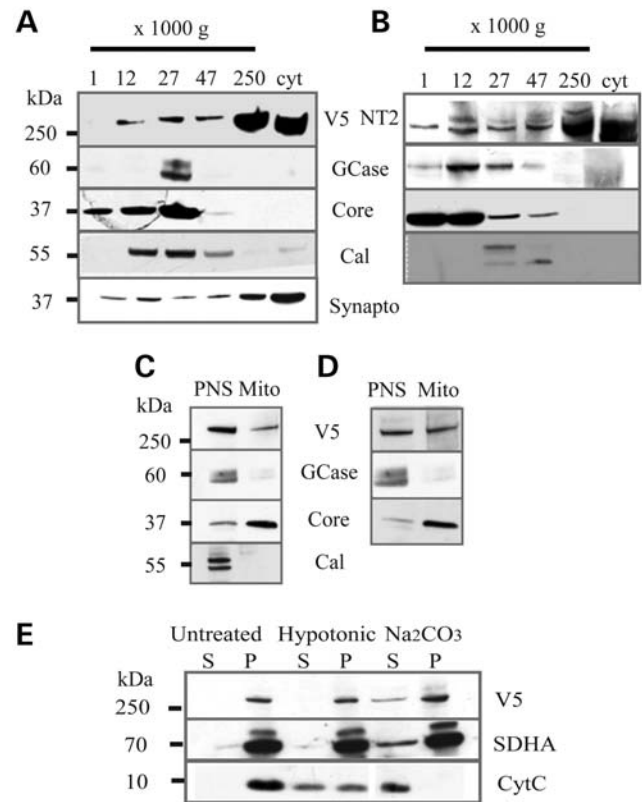 A
x 1000 g
1 12 27 47 250 cyt
kDa
250
60
37
55
37
V5
Synapto
B
x 1000 g
1 12 27 47 250 cyt
NT2
GCase
Core
Cal
C
PNS Mito
kDa
250
60
37
55
D
PNS Mito
V5
GCase
Core
Cal
E
Untreated Hypotonic Na₂CO₃
S P S P S P
kDa
250
70
10
V5
SDHA
CytC